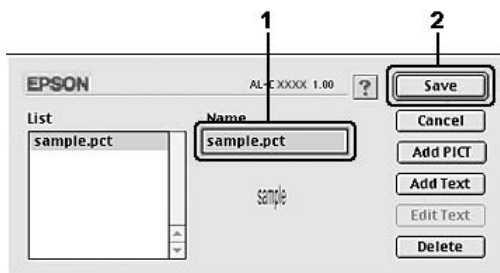 1 2
EPSON AL-C XXXX 1.00 ? Save
List Name Cancel
sample.pct sample.pct Add PICT
sample Add Text
Edit Text
Delete